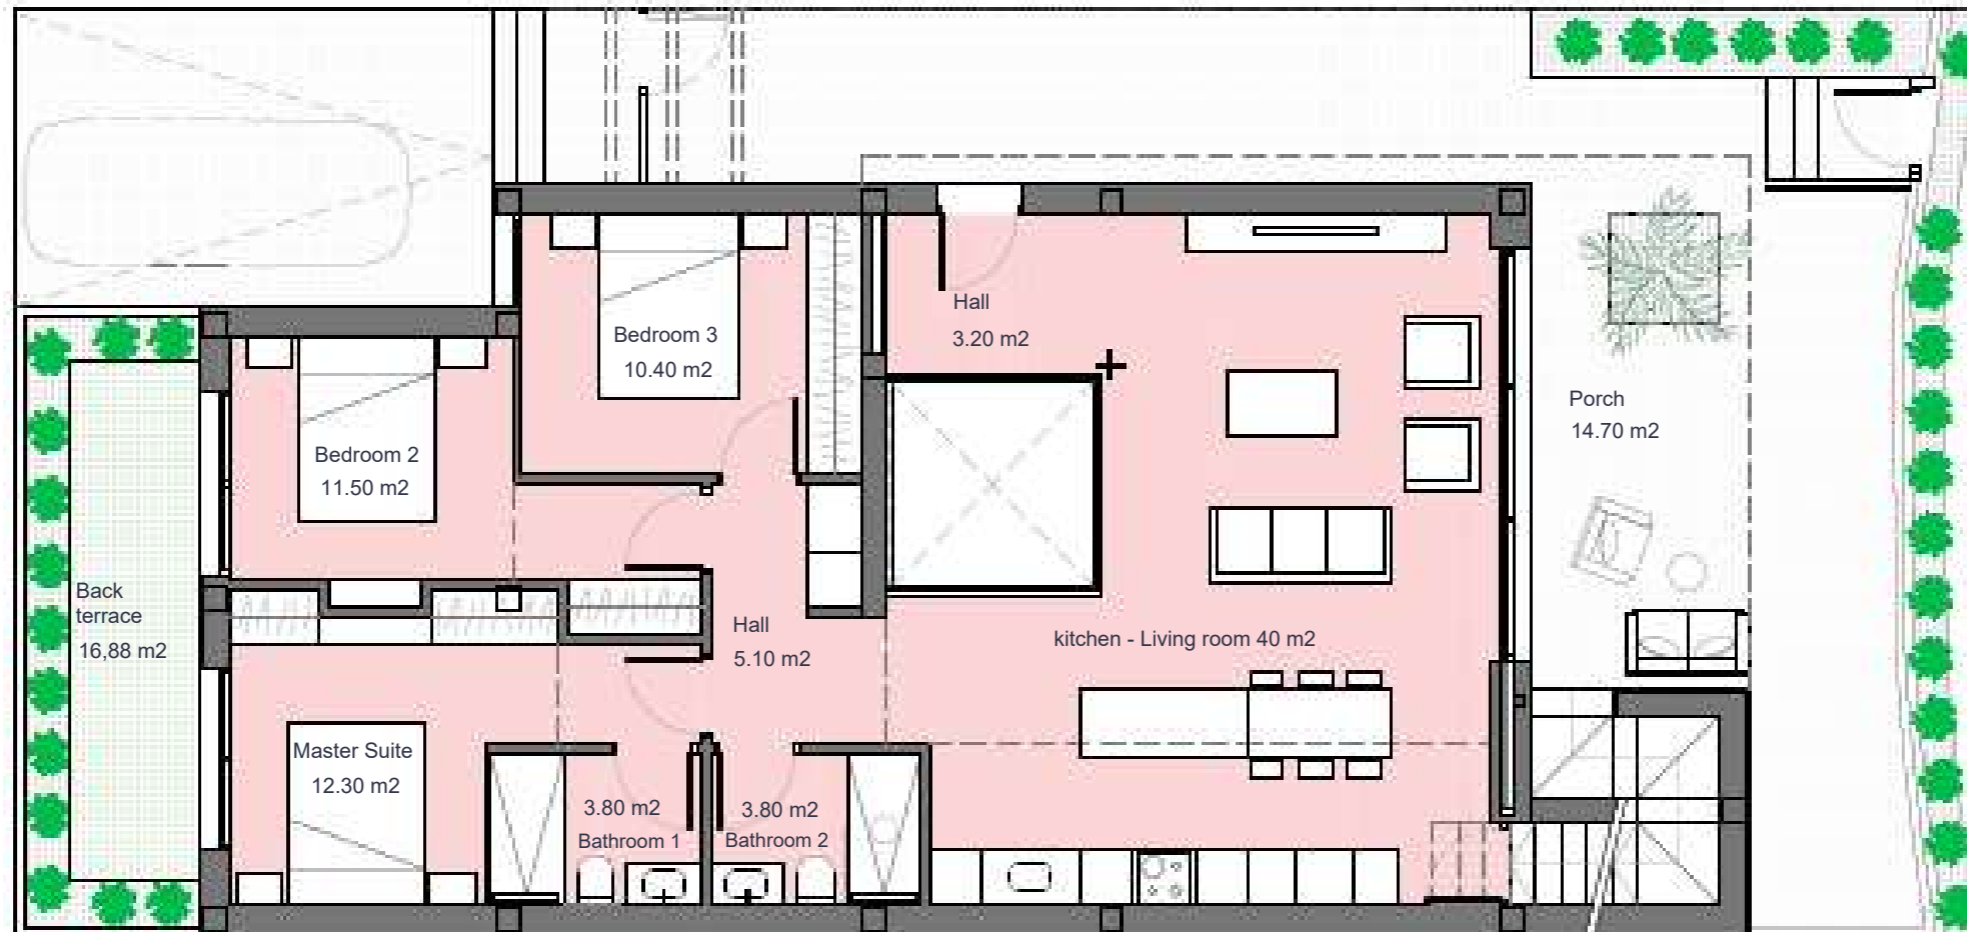 Hall
3.20 m2
Bedroom 3
10.40 m2
Porch
14.70 m2
Bedroom 2
11.50 m2
Back
terrace
16,88 m2
Hall
5.10 m2
kitchen - Living room 40 m2
Master Suite
12.30 m2
3.80 m2
Bathroom 1
3.80 m2
Bathroom 2